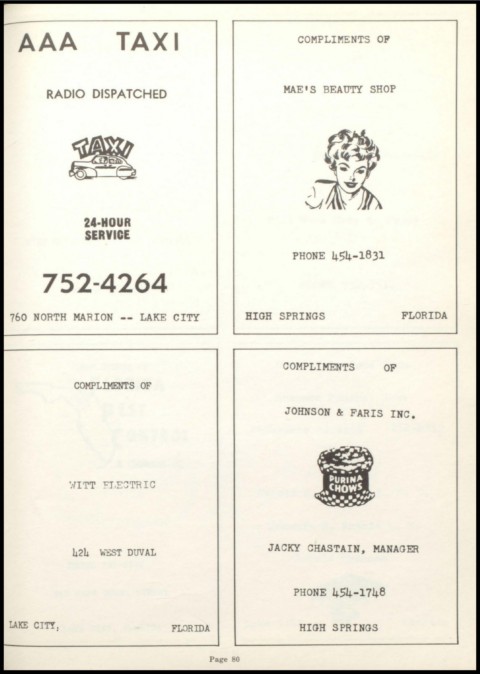 AAA TAXI
RADIO DISPATCHED
TAXI
24-HOUR
SERVICE
752-4264
760 NORTH MARION -- LAKE CITY
COMPLIMENTS OF
MAE'S BEAUTY SHOP
PHONE 454-1831
HIGH SPRINGS FLORIDA
COMPLIMENTS OF
WITT ELECTRIC
424 WEST DUVAL
LAKE CITY, FLORIDA
COMPLIMENTS OF
JOHNSON & FARIS INC.
PURINA
CHOWS
JACKY CHASTAIN, MANAGER
PHONE 454-1748
HIGH SPRINGS
Page 80